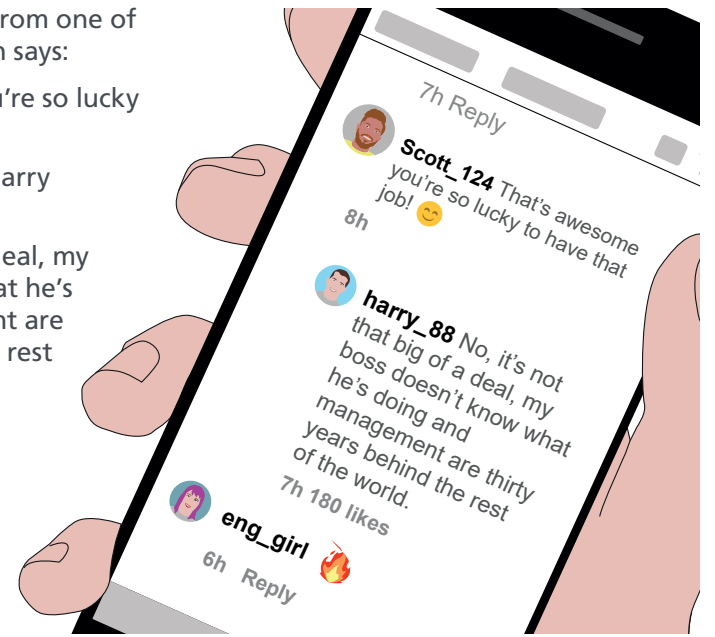 rom one of
n says:
u're so lucky
arry
eal, my
at he's
nt are
rest
7h Reply
Scott_124 That's awesome
you're so lucky to have that
job! 😊
8h
harry_88 No, it's not
that big of a deal, my
boss doesn't know what
he's doing and
management are thirty
years behind the rest
of the world.
7h 180 likes
eng_girl 🔥
6h Reply